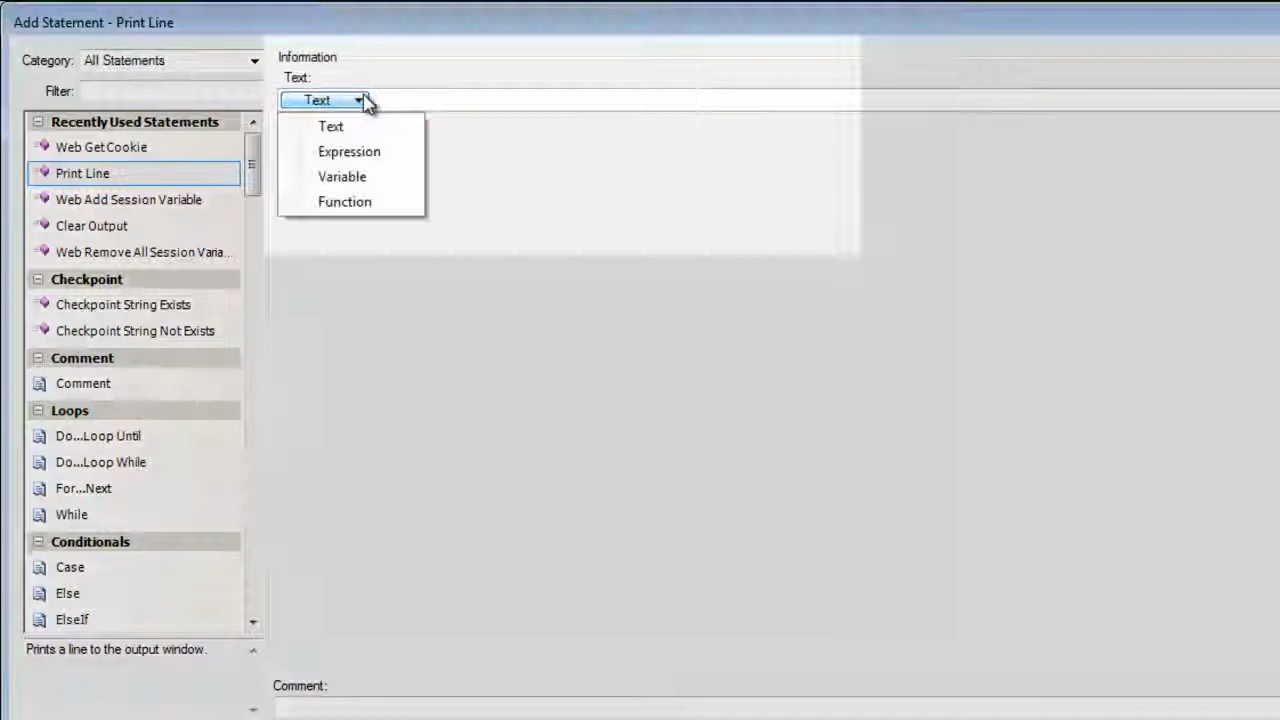 Add Statement - Print Line
Category: All Statements
Filter:
Recently Used Statements
Web Get Cookie
Print Line
Web Add Session Variable
Clear Output
Web Remove All Session Varia...
Checkpoint
Checkpoint String Exists
Checkpoint String Not Exists
Comment
Comment
Loops
Do...Loop Until
Do...Loop While
For...Next
While
Conditionals
Case
Else
ElseIf
Prints a line to the output window.
Information
Text:
Text
Text
Expression
Variable
Function
Comment: